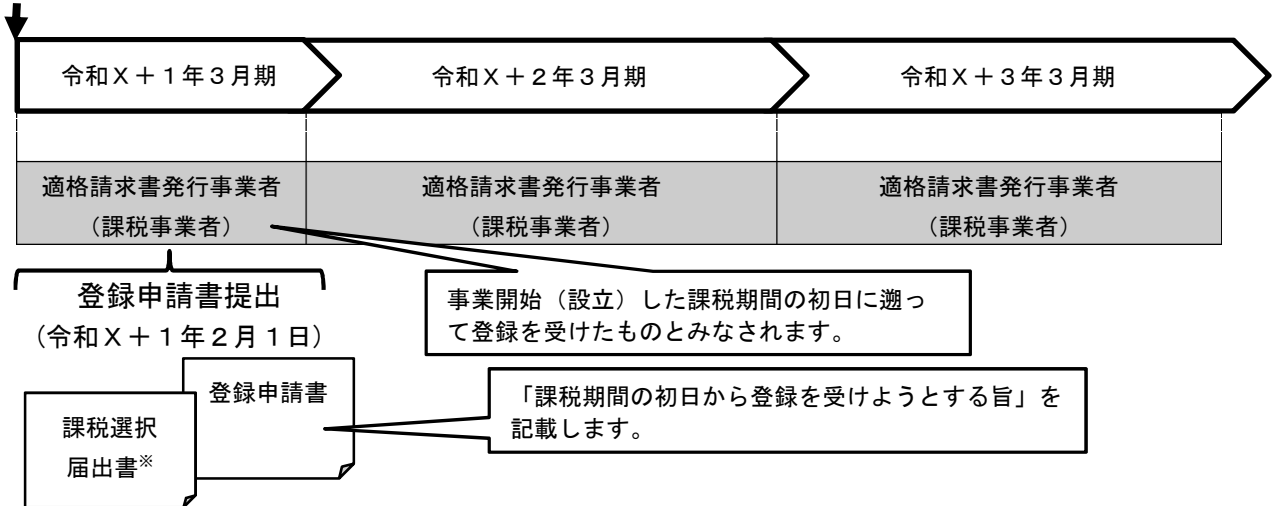 令和Ｘ＋１年３月期
令和Ｘ＋２年３月期
令和Ｘ＋３年３月期
適格請求書発行事業者
（課税事業者）
適格請求書発行事業者
（課税事業者）
適格請求書発行事業者
（課税事業者）
登録申請書提出
（令和Ｘ＋１年２月１日）
事業開始（設立）した課税期間の初日に遡っ
て登録を受けたものとみなされます。
登録申請書
「課税期間の初日から登録を受けようとする旨」を
記載します。
課税選択
届出書※